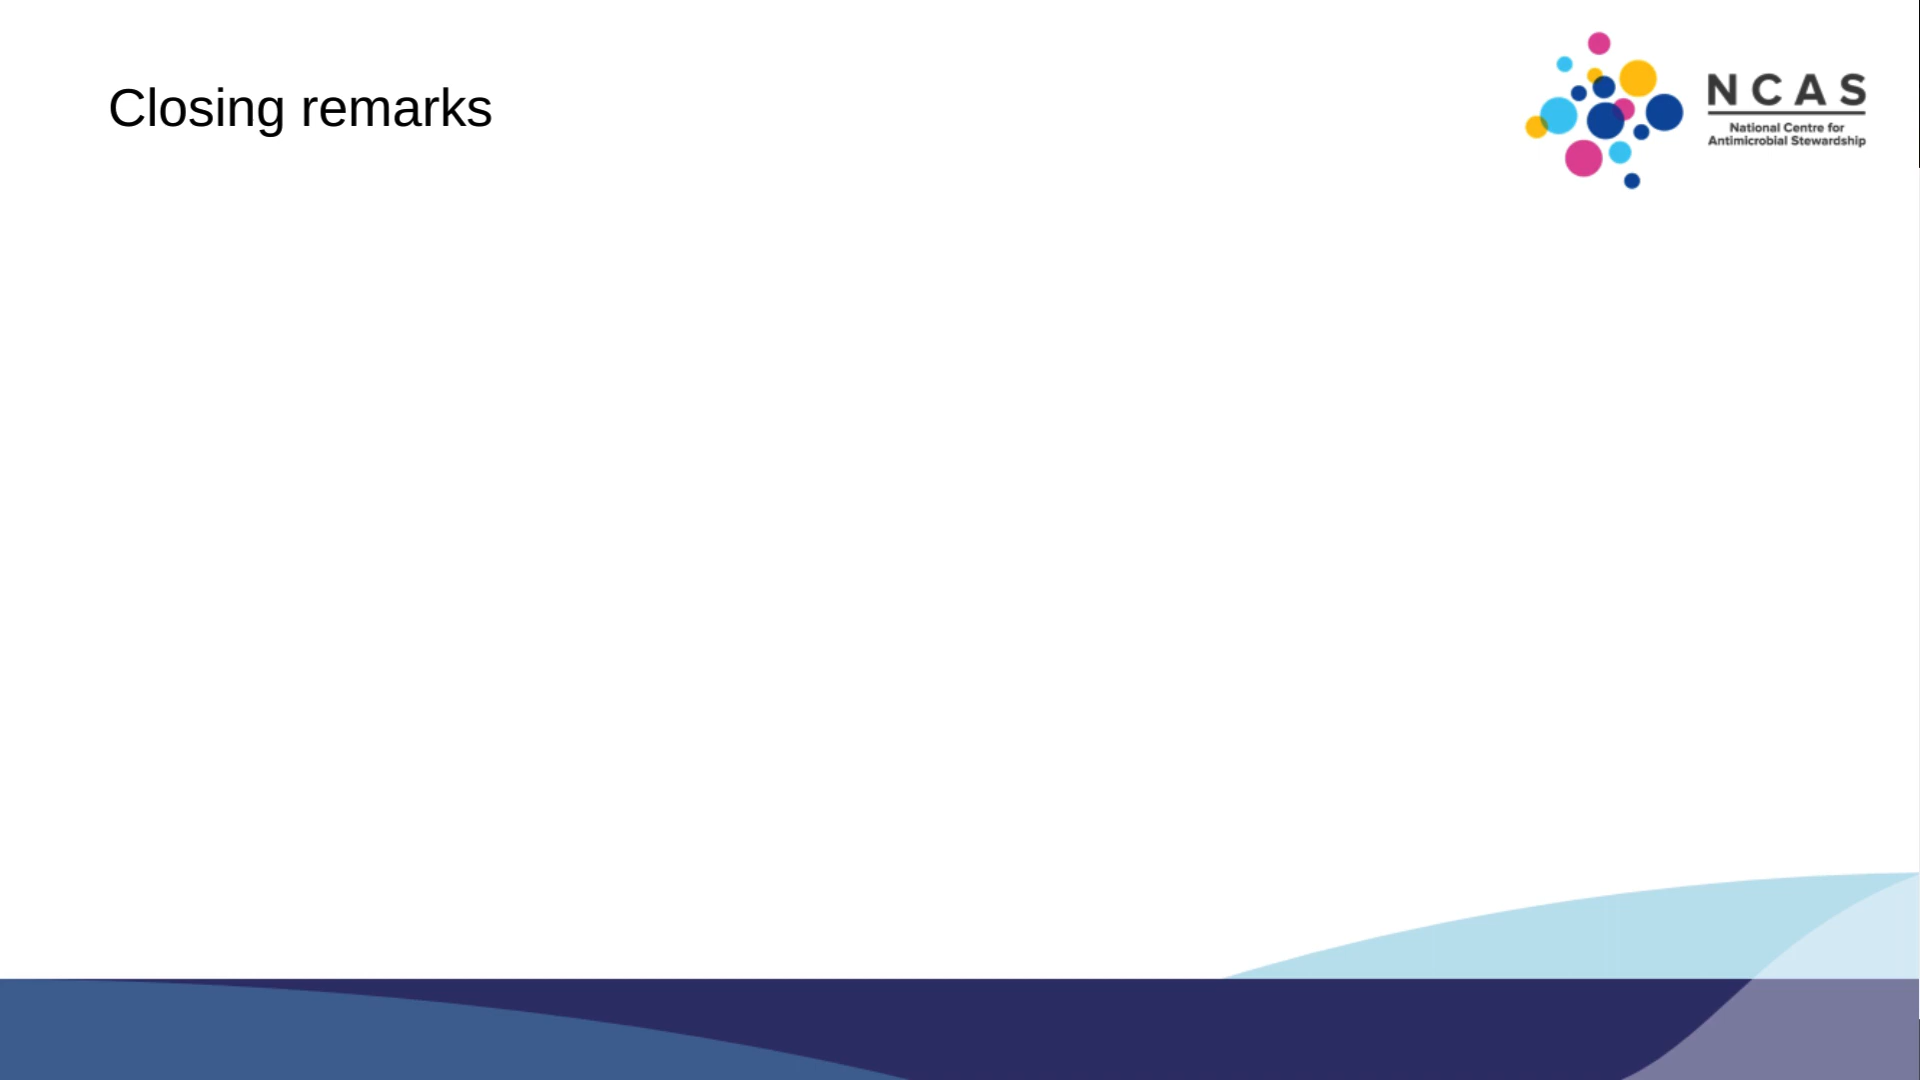 Closing remarks
NCAS
National Centre for
Antimicrobial Stewardship